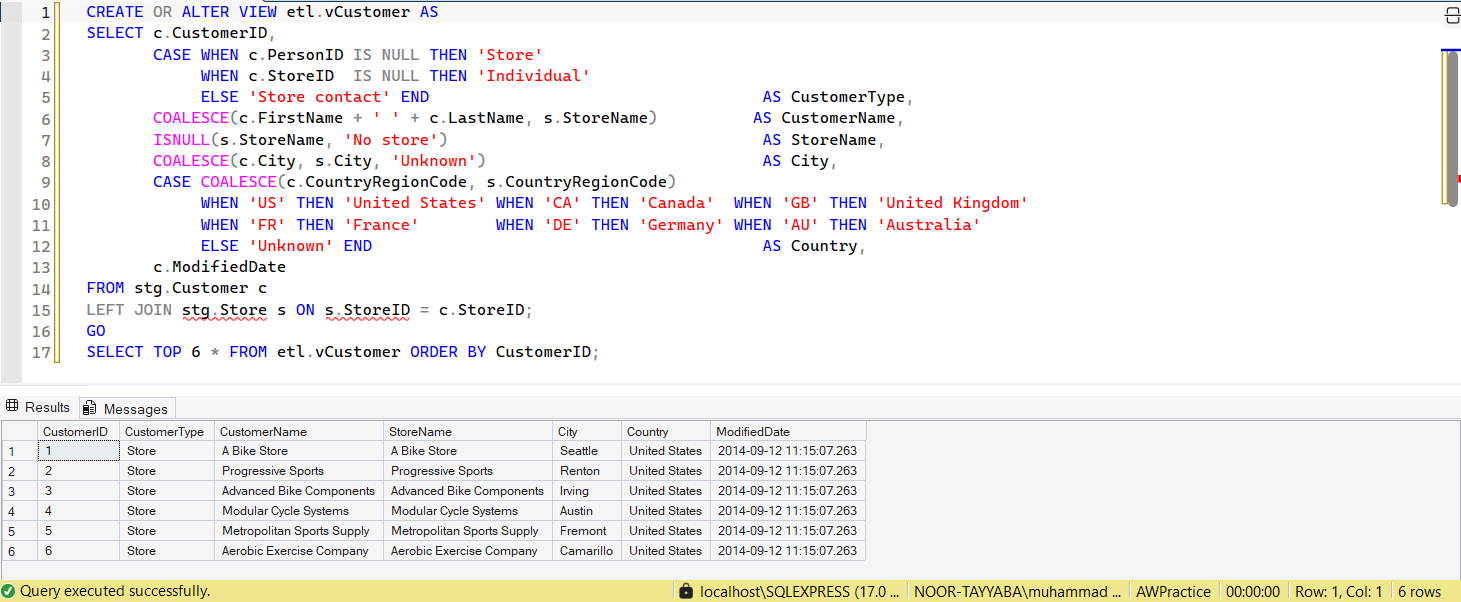 1 CREATE OR ALTER VIEW etl.vCustomer AS
2 SELECT c.CustomerID,
3 CASE WHEN c.PersonID IS NULL THEN 'Store'
4 WHEN c.StoreID  IS NULL THEN 'Individual'
5 ELSE 'Store contact' END AS CustomerType,
6 COALESCE(c.FirstName + ' ' + c.LastName, s.StoreName) AS CustomerName,
7 ISNULL(s.StoreName, 'No store') AS StoreName,
8 COALESCE(c.City, s.City, 'Unknown') AS City,
9 CASE COALESCE(c.CountryRegionCode, s.CountryRegionCode)
10 WHEN 'US' THEN 'United States' WHEN 'CA' THEN 'Canada'  WHEN 'GB' THEN 'United Kingdom'
11 WHEN 'FR' THEN 'France' WHEN 'DE' THEN 'Germany' WHEN 'AU' THEN 'Australia'
12 ELSE 'Unknown' END AS Country,
13 c.ModifiedDate
14 FROM stg.Customer c
15 LEFT JOIN stg.Store s ON s.StoreID = c.StoreID;
16 GO
17 SELECT TOP 6 * FROM etl.vCustomer ORDER BY CustomerID;
Results Messages
CustomerID CustomerType CustomerName StoreName City Country ModifiedDate
1 1 Store A Bike Store A Bike Store Seattle United States 2014-09-12 11:15:07.263
2 2 Store Progressive Sports Progressive Sports Renton United States 2014-09-12 11:15:07.263
3 3 Store Advanced Bike Components Advanced Bike Components Irving United States 2014-09-12 11:15:07.263
4 4 Store Modular Cycle Systems Modular Cycle Systems Austin United States 2014-09-12 11:15:07.263
5 5 Store Metropolitan Sports Supply Metropolitan Sports Supply Fremont United States 2014-09-12 11:15:07.263
6 6 Store Aerobic Exercise Company Aerobic Exercise Company Camarillo United States 2014-09-12 11:15:07.263
Query executed successfully. localhost\SQLEXPRESS (17.0 ... NOOR-TAYYABA\muhammad ... AWPractice 00:00:00 Row: 1, Col: 1 6 rows